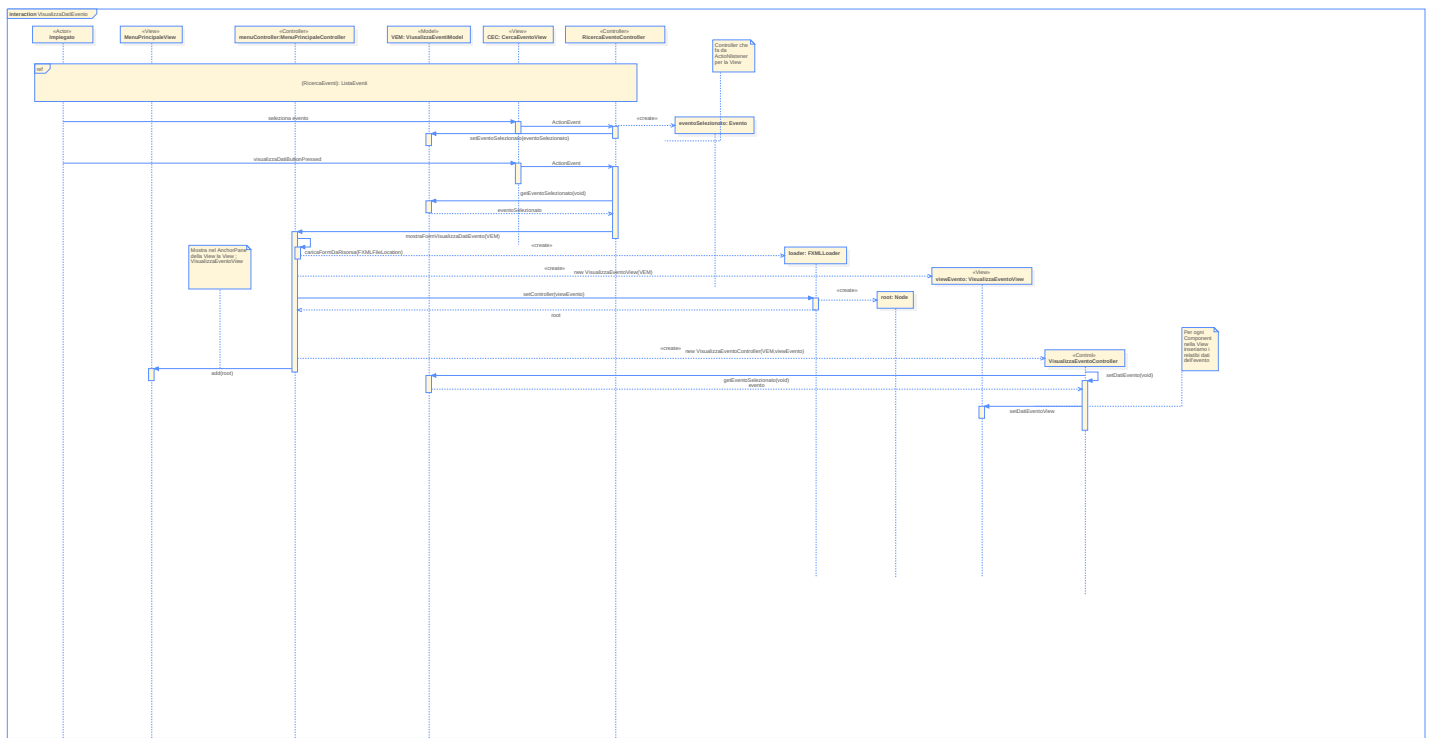 interaction VisualizzaDatiEvento
«Actor»
Impiegato
«View»
MenuPrincipaleView
«Controller»
menuController:MenuPrincipaleController
«Model»
VEM: ViusalizzaEventiModel
«View»
CEC: CercaEventoView
«Controller»
RicercaEventoController
Controller che
fa da
ActioNlistener
per la View
ref
(RicercaEventi): ListaEventi
seleziona evento
ActionEvent
«create»
eventoSelezionato: Evento
setEventoSelezionato(eventoSelezionato)
visualizzaDatiButtonPressed
ActionEvent
getEventoSelezionato(void)
eventoSelezionato
mostraFormVisualizzaDatiEvento(VEM)
Mostra nel AnchorPane
della View la View ;
VisualizzaEventoView
«create»
caricaFormDaRisorsa(FXMLFileLocation)
loader: FXMLLoader
«create»
new VisualizzaEventoView(VEM)
«View»
viewEvento: VisualizzaEventoView
setController(viewEvento)
«create»
root: Node
root
Per ogni
Component
nella View
inseriamo i
relatibi dati
dell'evento
«create»
new VisualizzaEventoController(VEM,viewEvento)
«Control»
VisualizzaEventoController
add(root)
setDatiEvento(void)
getEventoSelezionato(void)
evento
setDatiEventoView